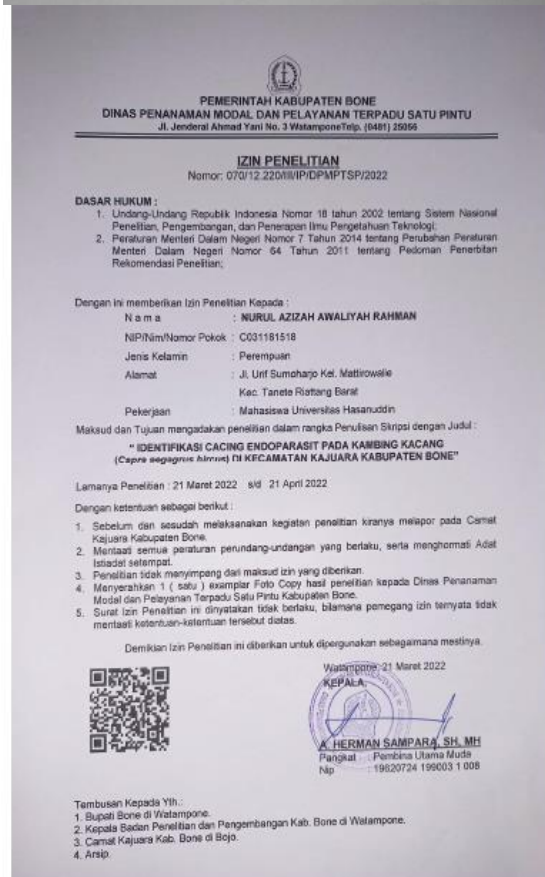 PEMERINTAH KABUPATEN BONE
DINAS PENANAMAN MODAL DAN PELAYANAN TERPADU SATU PINTU
Jl. Jenderal Ahmad Yani No. 3 WatamponeTelp. (0481) 25056
IZIN PENELITIAN
Nomor: 070/12.220/III/IP/DPMPTSP/2022
DASAR HUKUM :
1. Undang-Undang Republik Indonesia Nomor 18 tahun 2002 tentang Sistem Nasional
Penelitian, Pengembangan, dan Penerapan Ilmu Pengetahuan Teknologi;
2. Peraturan Menteri Dalam Negeri Nomor 7 Tahun 2014 tentang Perubahan Peraturan
Menteri Dalam Negeri Nomor 64 Tahun 2011 tentang Pedoman Penerbitan
Rekomendasi Penelitian;
Dengan ini memberikan Izin Penelitian Kepada :
N a m a : NURUL AZIZAH AWALIYAH RAHMAN
NIP/Nim/Nomor Pokok : C031181518
Jenis Kelamin : Perempuan
Alamat : Jl. Urif Sumoharjo Kel. Mattirowalie
Kec. Tanete Riattang Barat
Pekerjaan : Mahasiswa Universitas Hasanuddin
Maksud dan Tujuan mengadakan penelitian dalam rangka Penulisan Skripsi dengan Judul :
" IDENTIFIKASI CACING ENDOPARASIT PADA KAMBING KACANG
(Capra aegagrus hircus) DI KECAMATAN KAJUARA KABUPATEN BONE"
Lamanya Penelitian : 21 Maret 2022 s/d 21 April 2022
Dengan ketentuan sebagai berikut :
1. Sebelum dan sesudah melaksanakan kegiatan penelitian kiranya melapor pada Camat
Kajuara Kabupaten Bone.
2. Mentaati semua peraturan perundang-undangan yang berlaku, serta menghormati Adat
Istiadat setempat.
3. Penelitian tidak menyimpang dari maksud izin yang diberikan.
4. Menyerahkan 1 ( satu ) examplar Foto Copy hasil penelitian kepada Dinas Penanaman
Modal dan Pelayanan Terpadu Satu Pintu Kabupaten Bone.
5. Surat Izin Penelitian ini dinyatakan tidak berlaku, bilamana pemegang izin ternyata tidak
mentaati ketentuan-ketentuan tersebut diatas.
Demikian Izin Penelitian ini diberikan untuk dipergunakan sebagaimana mestinya.
Watampone, 21 Maret 2022
KEPALA
A. HERMAN SAMPARA, SH, MH
Pangkat : Pembina Utama Muda
Nip : 19620724 199003 1 008
Tembusan Kepada Yth.:
1. Bupati Bone di Watampone.
2. Kepala Badan Penelitian dan Pengembangan Kab. Bone di Watampone.
3. Camat Kajuara Kab. Bone di Bojo.
4. Arsip.